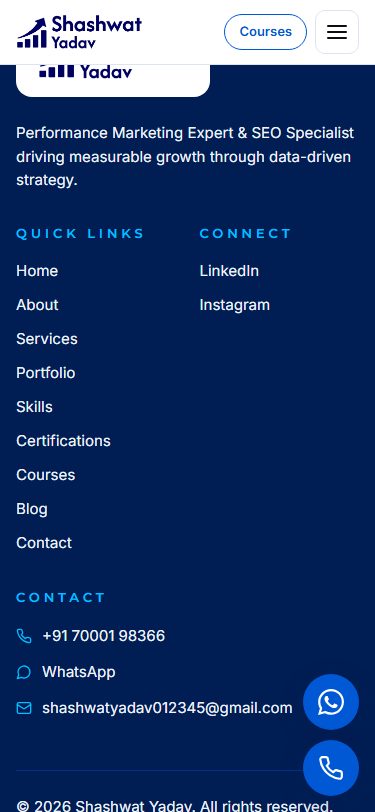 Shashwat
Yadav
Courses
Yadav
Performance Marketing Expert & SEO Specialist
driving measurable growth through data-driven
strategy.
QUICK LINKS
Home
About
Services
Portfolio
Skills
Certifications
Courses
Blog
Contact
CONNECT
LinkedIn
Instagram
CONTACT
+91 70001 98366
WhatsApp
shashwatyadav012345@gmail.com
© 2026 Shashwat Yadav. All rights reserved.